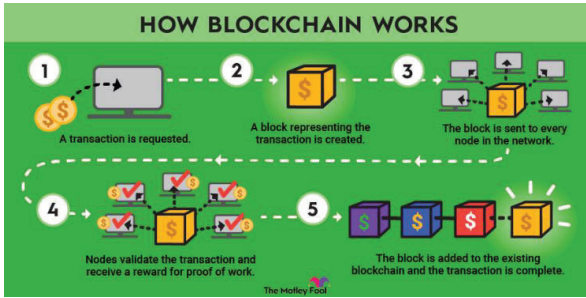 HOW BLOCKCHAIN WORKS
1
A transaction is requested.
2
A block representing the
transaction is created.
3
The block is sent to every
node in the network.
4
Nodes validate the transaction and
receive a reward for proof of work.
5
The block is added to the existing
blockchain and the transaction is complete.
The Motley Fool